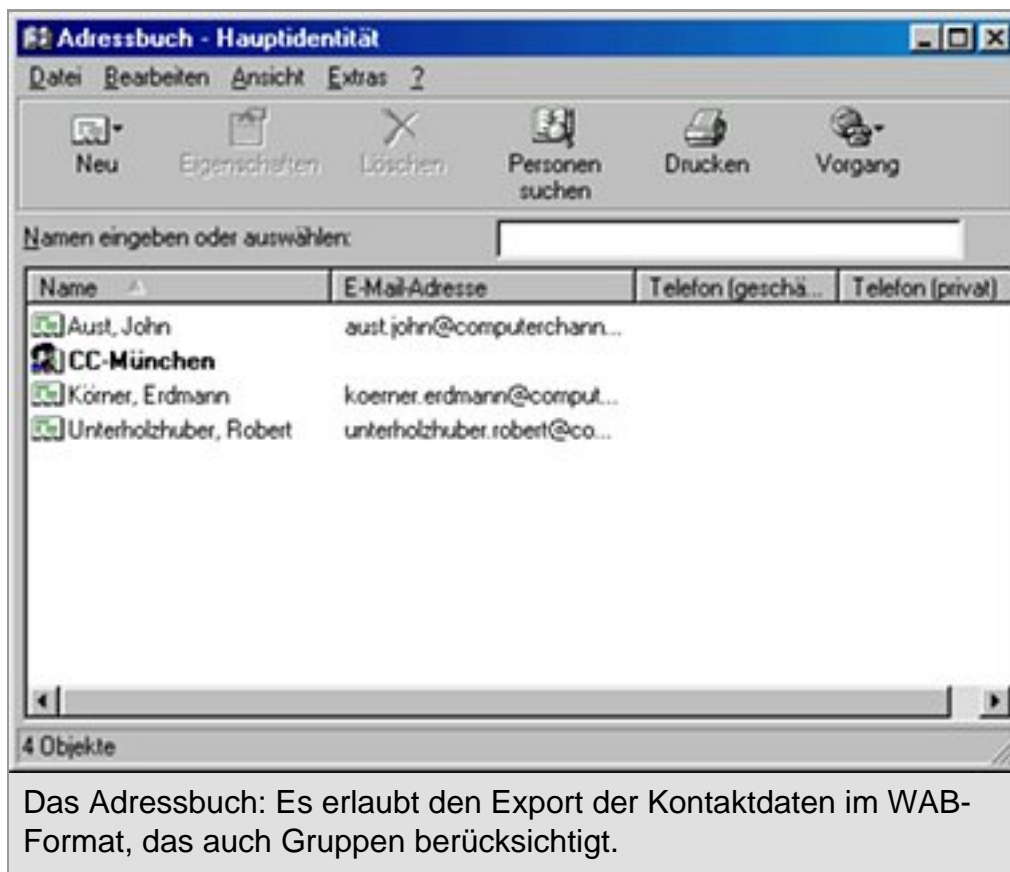 Adressbuch - Hauptidentität
Datei Bearbeiten Ansicht Extras ?
Neu Eigenschaften Löschen Personen suchen Drucken Vorgang
Namen eingeben oder auswählen:
Name E-Mail-Adresse Telefon (geschä... Telefon (privat)
Aust, John aust.john@computerchann...
CC-München
Körner, Erdmann koerner.erdmann@comput...
Unterholzhuber, Robert unterholzhuber.robert@co...
4 Objekte
Das Adressbuch: Es erlaubt den Export der Kontaktdaten im WAB-
Format, das auch Gruppen berücksichtigt.